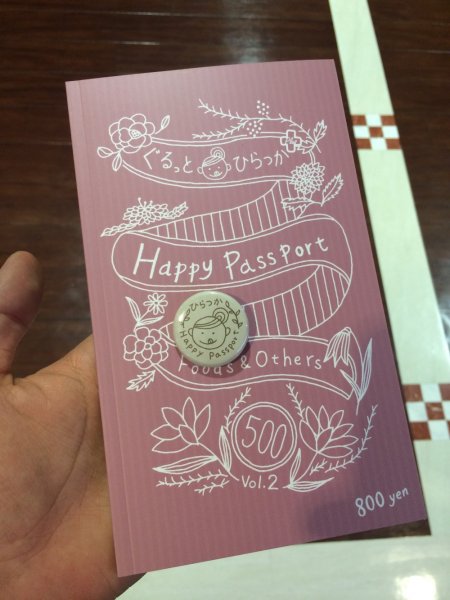 ぐるっと ひらつか
Happy Passport
ひらつか
Happy Passport
Foods & Others
500
Vol.2
800 yen